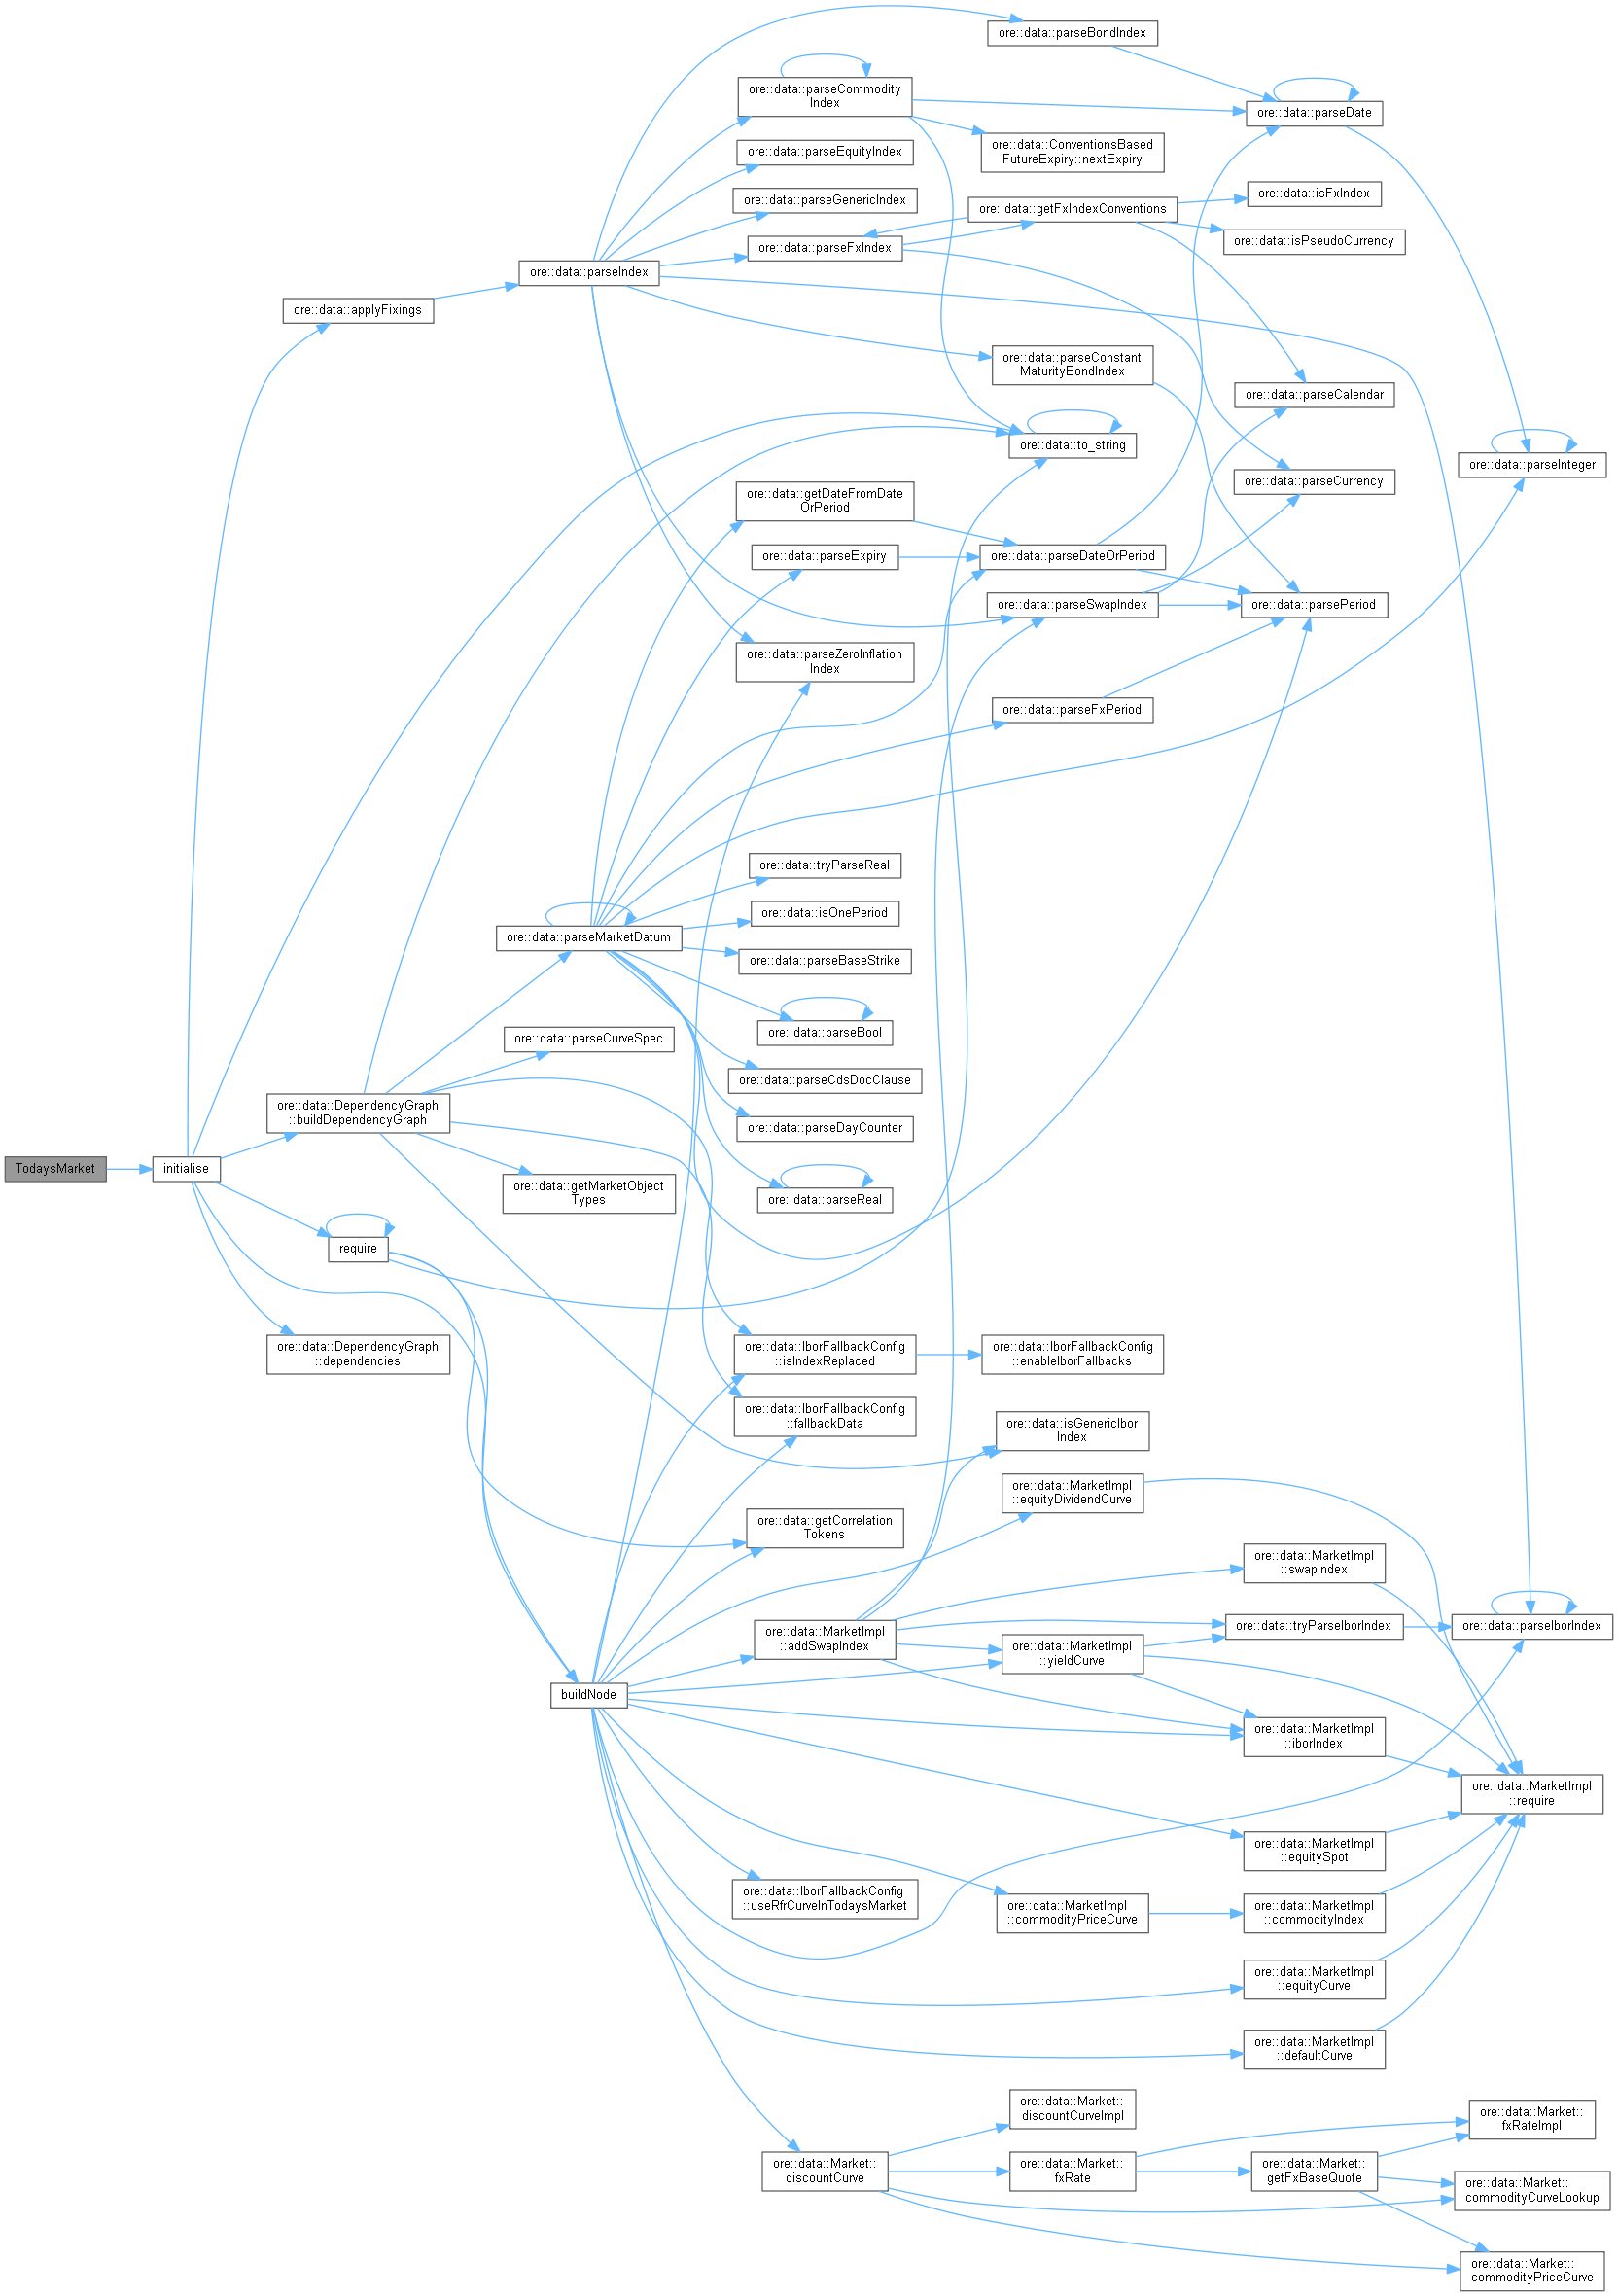 TodaysMarket
initialise
ore::data::applyFixings
ore::data::DependencyGraph
::buildDependencyGraph
require
ore::data::DependencyGraph
::dependencies
ore::data::parseIndex
ore::data::parseMarketDatum
ore::data::parseCurveSpec
ore::data::getMarketObject
Types
buildNode
ore::data::parseCommodity
Index
ore::data::parseEquityIndex
ore::data::parseGenericIndex
ore::data::parseFxIndex
ore::data::getDateFromDate
OrPeriod
ore::data::parseExpiry
ore::data::parseZeroInflation
Index
ore::data::tryParseReal
ore::data::isOnePeriod
ore::data::parseBaseStrike
ore::data::parseBool
ore::data::parseCdsDocClause
ore::data::parseDayCounter
ore::data::parseReal
ore::data::IborFallbackConfig
::isIndexReplaced
ore::data::IborFallbackConfig
::fallbackData
ore::data::getCorrelation
Tokens
ore::data::MarketImpl
::addSwapIndex
ore::data::IborFallbackConfig
::useRfrCurveInTodaysMarket
ore::data::Market::
discountCurve
ore::data::parseBondIndex
ore::data::ConventionsBased
FutureExpiry::nextExpiry
ore::data::getFxIndexConventions
ore::data::parseConstant
MaturityBondIndex
ore::data::to_string
ore::data::parseDateOrPeriod
ore::data::parseSwapIndex
ore::data::parseFxPeriod
ore::data::IborFallbackConfig
::enableIborFallbacks
ore::data::isGenericIbor
Index
ore::data::MarketImpl
::equityDividendCurve
ore::data::MarketImpl
::yieldCurve
ore::data::MarketImpl
::commodityPriceCurve
ore::data::Market::
discountCurveImpl
ore::data::Market::
fxRate
ore::data::parseDate
ore::data::isFxIndex
ore::data::isPseudoCurrency
ore::data::parseCalendar
ore::data::parseCurrency
ore::data::parsePeriod
ore::data::MarketImpl
::swapIndex
ore::data::tryParseIborIndex
ore::data::MarketImpl
::iborIndex
ore::data::MarketImpl
::equitySpot
ore::data::MarketImpl
::commodityIndex
ore::data::MarketImpl
::equityCurve
ore::data::MarketImpl
::defaultCurve
ore::data::Market::
getFxBaseQuote
ore::data::parseInteger
ore::data::parseIborIndex
ore::data::MarketImpl
::require
ore::data::Market::
fxRateImpl
ore::data::Market::
commodityCurveLookup
ore::data::Market::
commodityPriceCurve